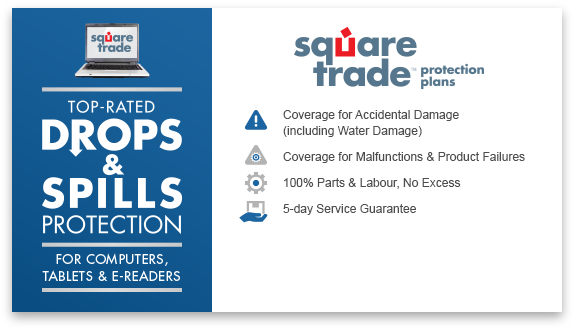 square
trade
TOP-RATED
DROPS
&
SPILLS
PROTECTION
FOR COMPUTERS,
TABLETS & E-READERS
square
trade™ protection
plans
Coverage for Accidental Damage
(including Water Damage)
Coverage for Malfunctions & Product Failures
100% Parts & Labour, No Excess
5-day Service Guarantee